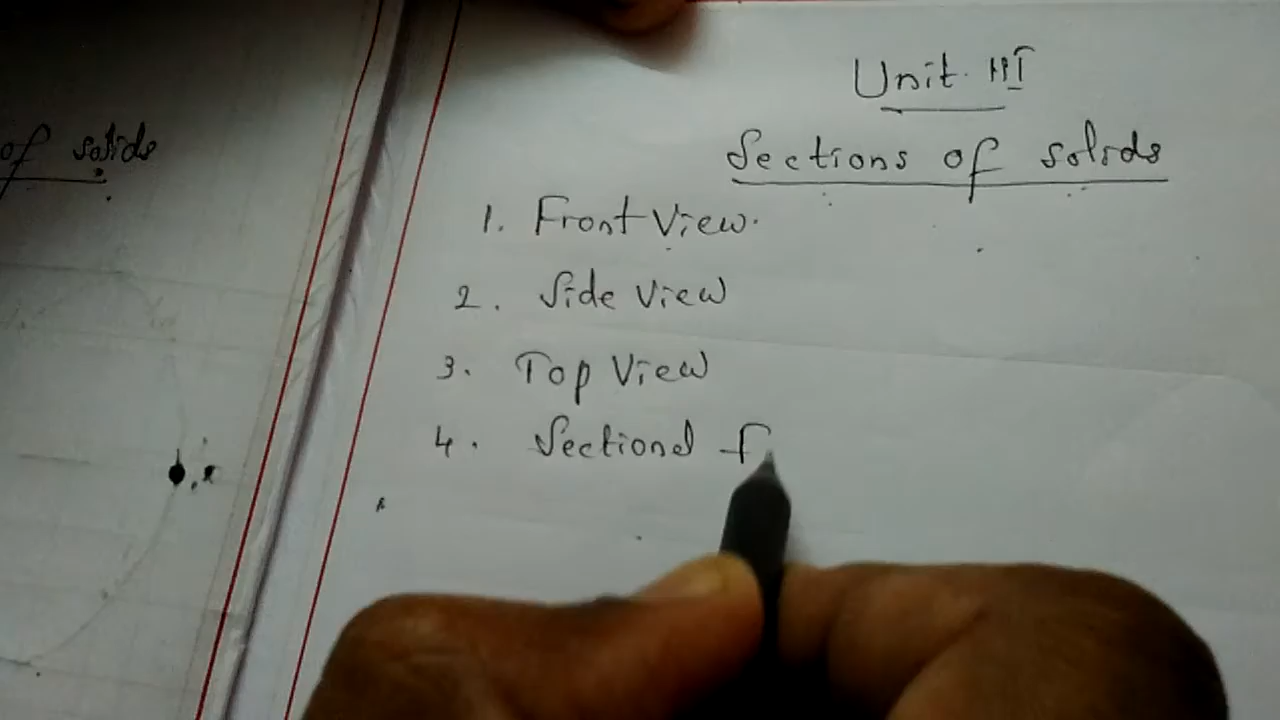 of solids
Unit. III
Sections of solids
1. Front View.
2. Side View
3. Top View
4. Sectional f